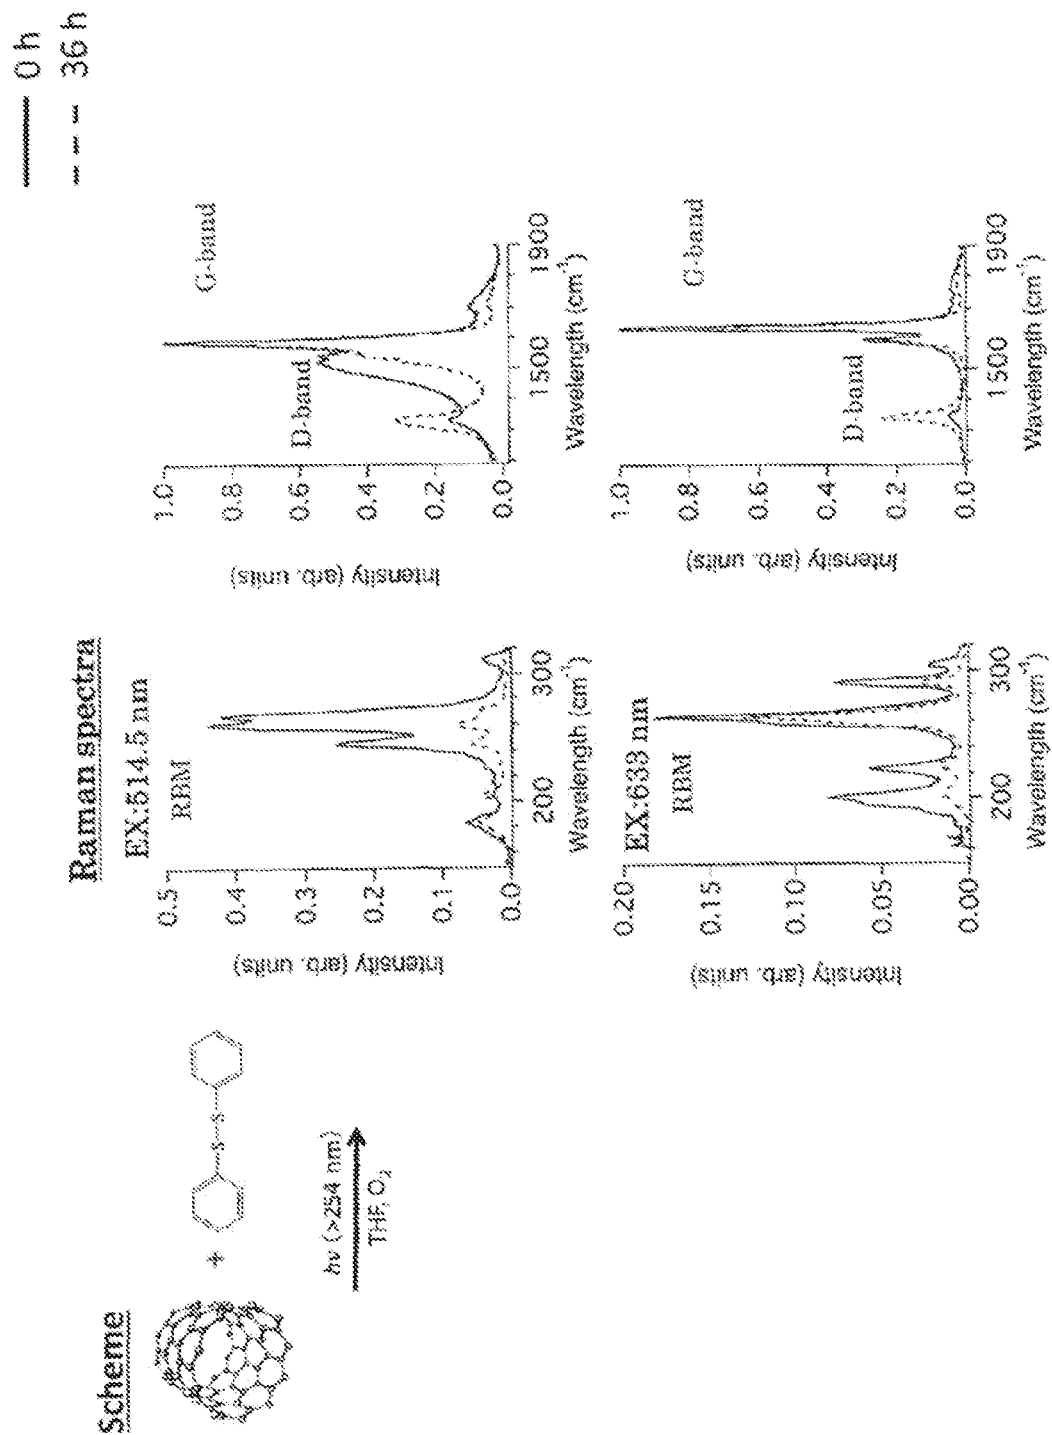 Scheme
+
S
S
hν (>254 nm)
THF, O2
0 h
36 h
Raman spectra
EX:514.5 nm
RBM
Intensity (arb. units)
0.5
0.4
0.3
0.2
0.1
0.0
200
300
Wavelength (cm-1)
G-band
D-band
Intensity (arb. units)
1.0
0.8
0.6
0.4
0.2
0.0
1500
1900
Wavelength (cm-1)
EX:633 nm
RBM
Intensity (arb. units)
0.20
0.15
0.10
0.05
0.00
200
300
Wavelength (cm-1)
G-band
D-band
Intensity (arb. units)
1.0
0.8
0.6
0.4
0.2
0.0
1500
1900
Wavelength (cm-1)